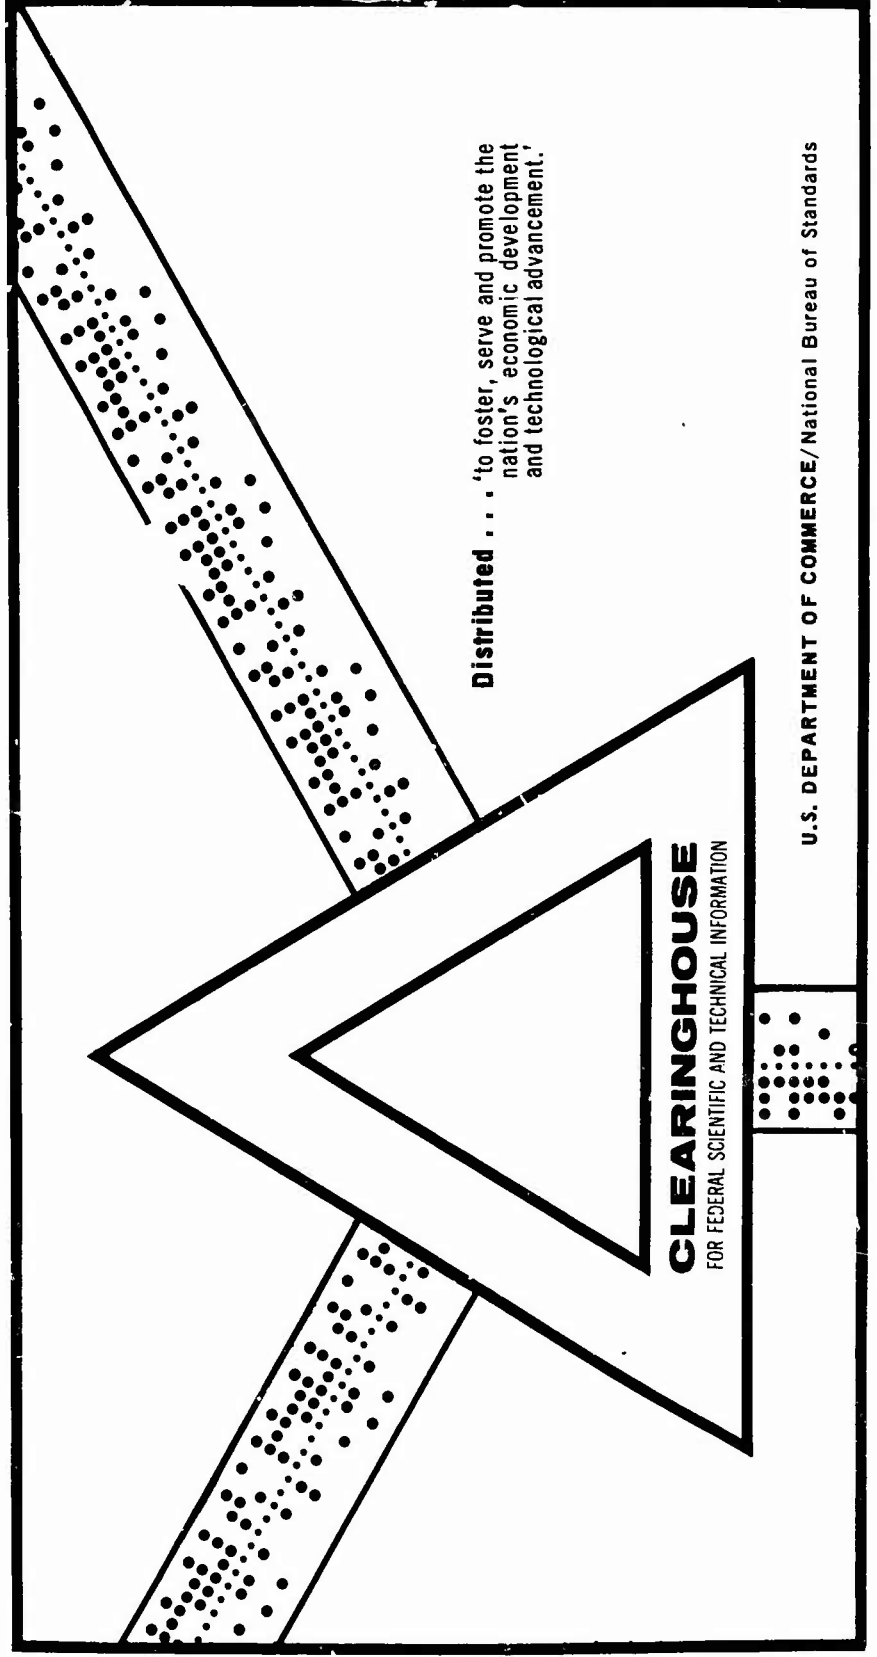 Distributed . . . . 'to foster, serve and promote the
nation's economic development
and technological advancement.'
CLEARINGHOUSE
FOR FEDERAL SCIENTIFIC AND TECHNICAL INFORMATION
U.S. DEPARTMENT OF COMMERCE/National Bureau of Standards